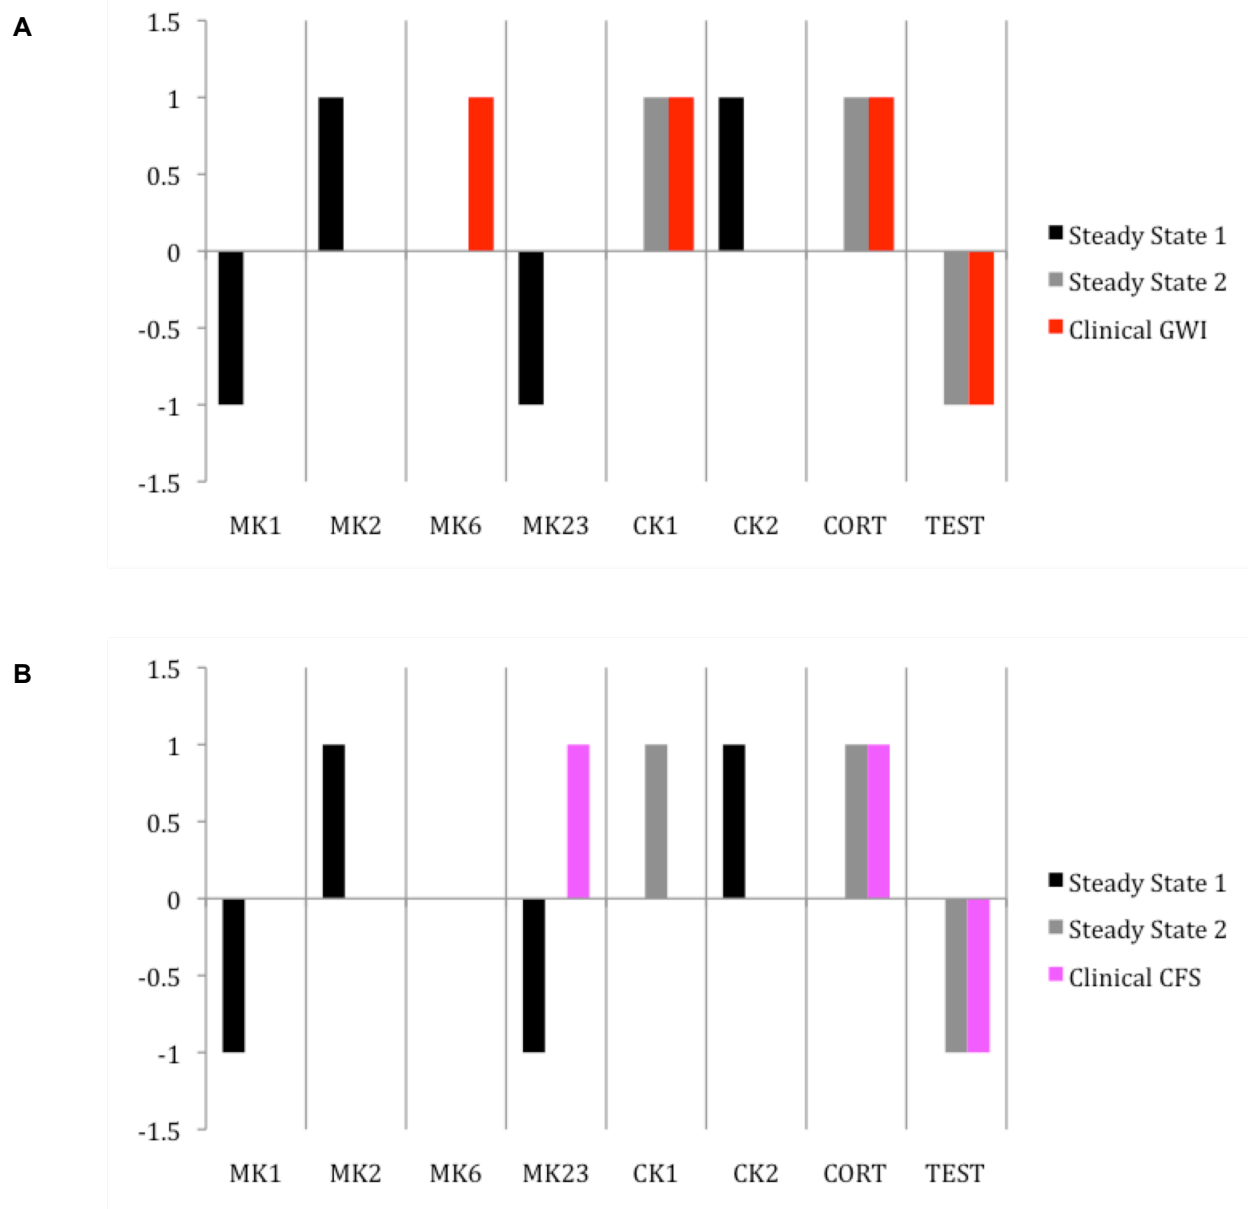 A
1.5
1
0.5
0
-0.5
-1
-1.5
MK1 MK2 MK6 MK23 CK1 CK2 CORT TEST
Steady State 1
Steady State 2
Clinical GWI
B
1.5
1
0.5
0
-0.5
-1
-1.5
MK1 MK2 MK6 MK23 CK1 CK2 CORT TEST
Steady State 1
Steady State 2
Clinical CFS